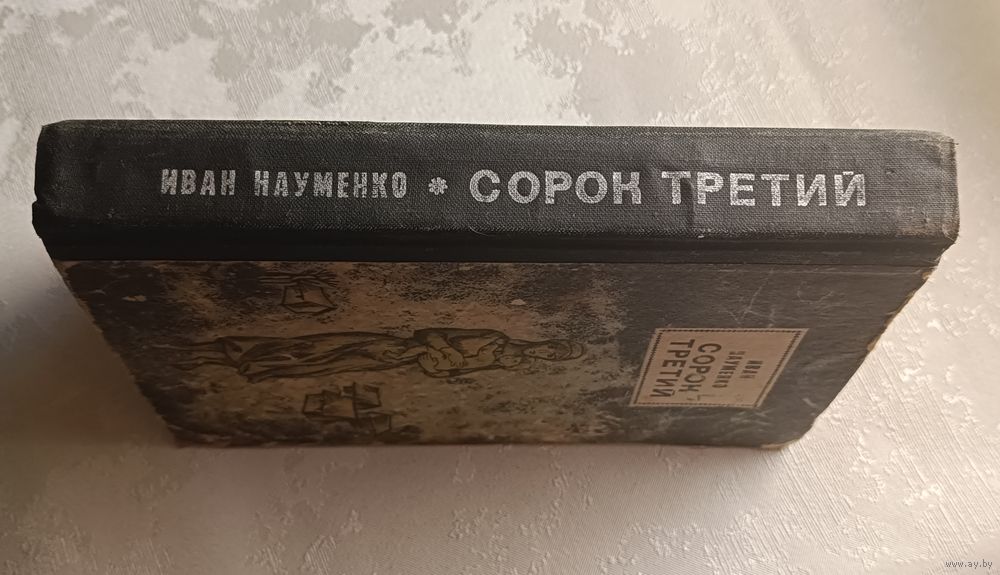 ИВАН НАУМЕНКО * СОРОК ТРЕТИЙ
ИВАН
НАУМЕНКО
СОРОК
ТРЕТИЙ
www.ay.by